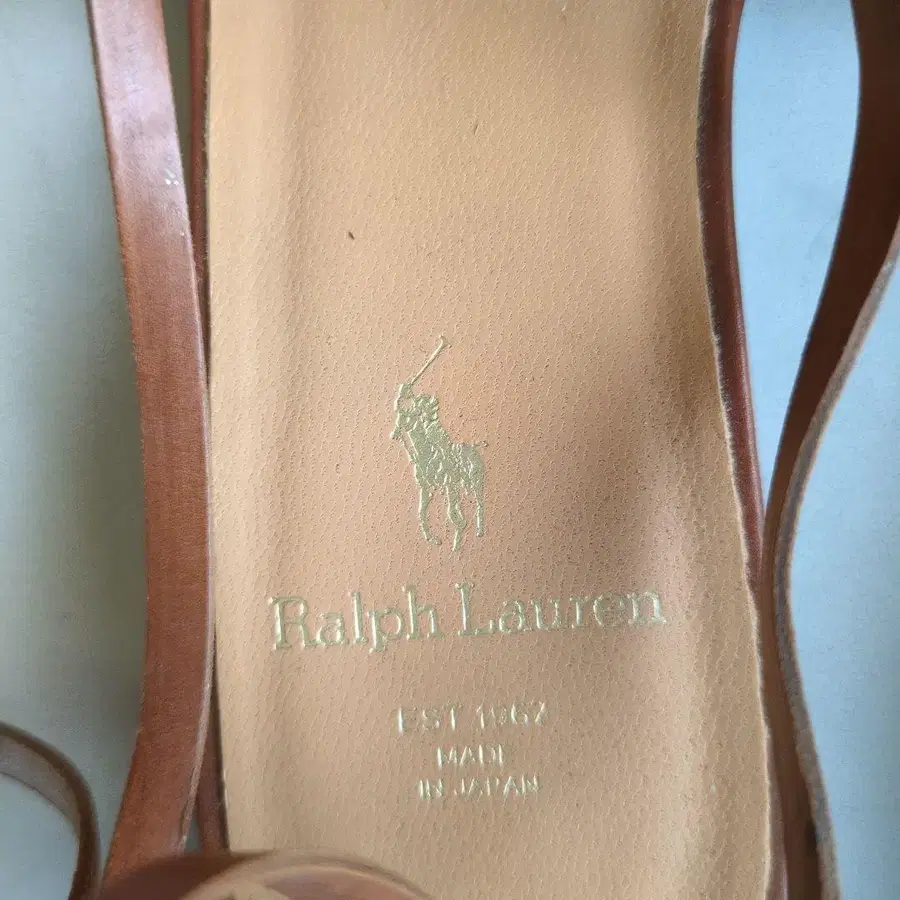 Ralph Lauren
EST 1967
MADE
IN JAPAN